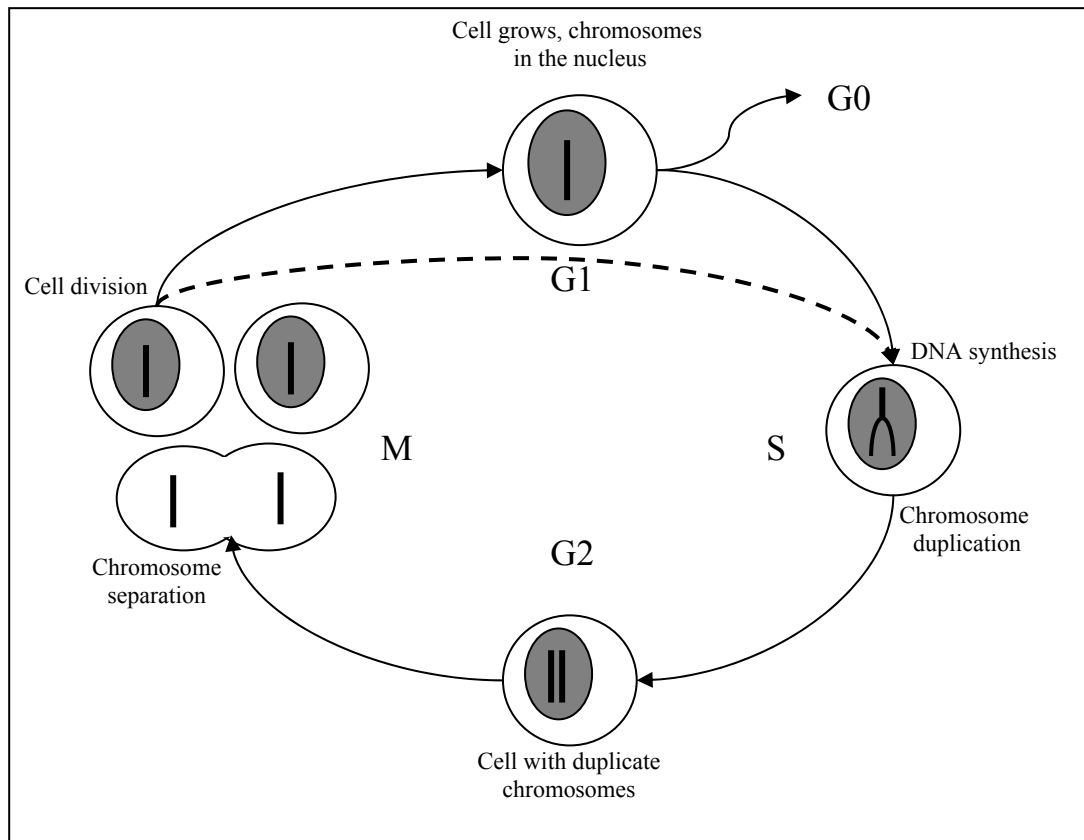 Cell grows, chromosomes
in the nucleus
G0
G1
Cell division
DNA synthesis
M
S
Chromosome
duplication
G2
Chromosome
separation
Cell with duplicate
chromosomes